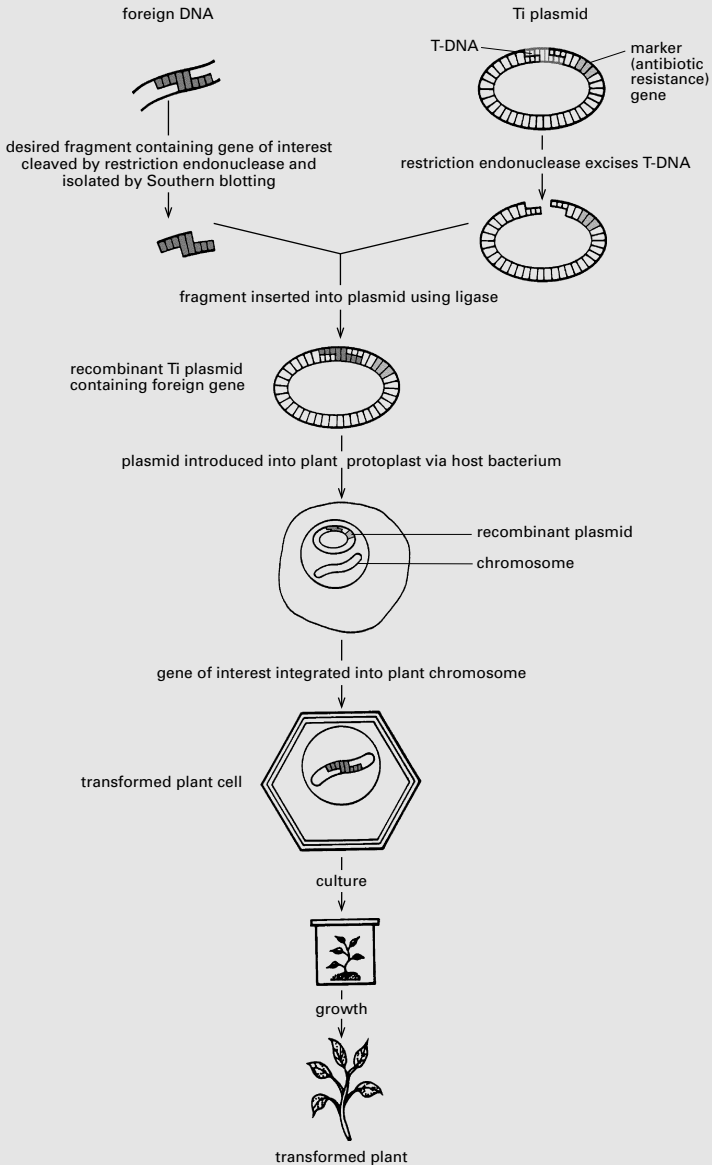 foreign DNA
Ti plasmid
T-DNA
marker
(antibiotic
resistance)
gene
desired fragment containing gene of interest
cleaved by restriction endonuclease and
isolated by Southern blotting
restriction endonuclease excises T-DNA
fragment inserted into plasmid using ligase
recombinant Ti plasmid
containing foreign gene
plasmid introduced into plant protoplast via host bacterium
recombinant plasmid
chromosome
gene of interest integrated into plant chromosome
transformed plant cell
culture
growth
transformed plant